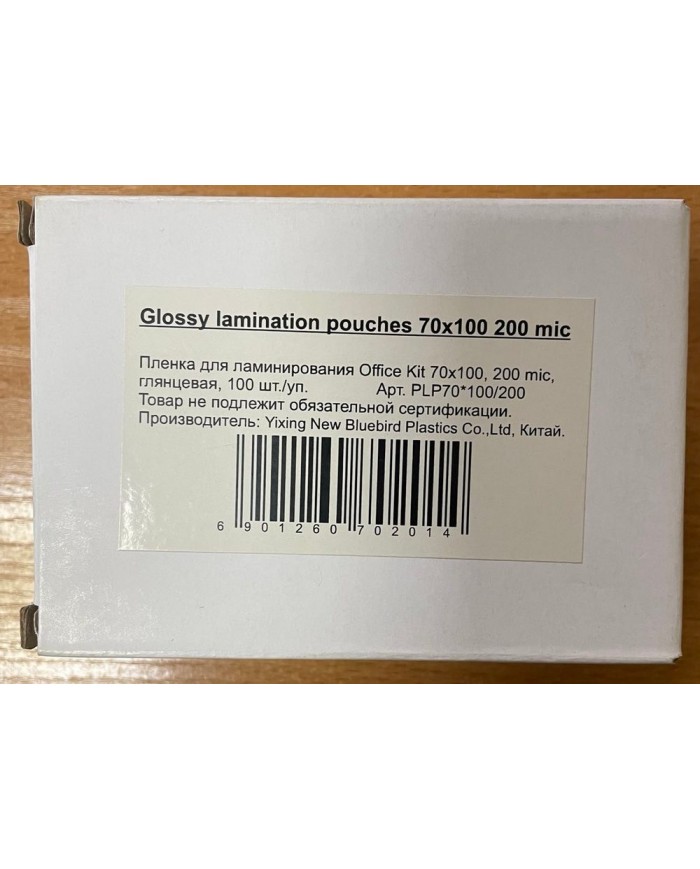 Glossy lamination pouches 70x100 200 mic
Пленка для ламинирования Office Kit 70x100, 200 mic,
глянцевая, 100 шт./уп. Арт. PLP70*100/200
Товар не подлежит обязательной сертификации.
Производитель: Yixing New Bluebird Plastics Co.,Ltd, Китай.
6 901260 702014